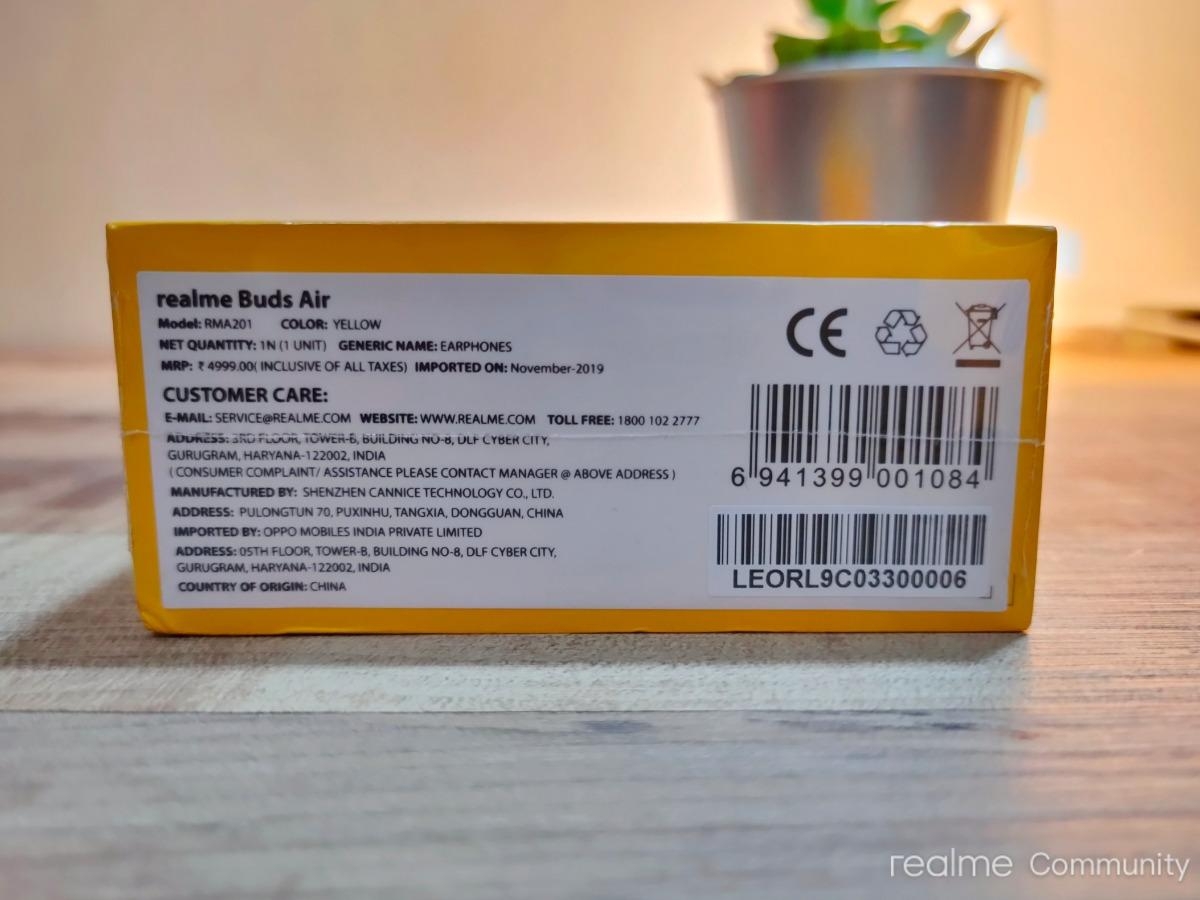 realme Buds Air
Model: RMA201 COLOR: YELLOW
NET QUANTITY: 1N (1 UNIT) GENERIC NAME: EARPHONES
MRP: ₹ 4999.00( INCLUSIVE OF ALL TAXES) IMPORTED ON: November-2019
CUSTOMER CARE:
E-MAIL: SERVICE@REALME.COM WEBSITE: WWW.REALME.COM TOLL FREE: 1800 102 2777
ADDRESS: 3RD FLOOR, TOWER-B, BUILDING NO-8, DLF CYBER CITY,
GURUGRAM, HARYANA-122002, INDIA
( CONSUMER COMPLAINT/ ASSISTANCE PLEASE CONTACT MANAGER @ ABOVE ADDRESS )
MANUFACTURED BY: SHENZHEN CANNICE TECHNOLOGY CO., LTD.
ADDRESS: PULONGTUN 70, PUXINHU, TANGXIA, DONGGUAN, CHINA
IMPORTED BY: OPPO MOBILES INDIA PRIVATE LIMITED
ADDRESS: 05TH FLOOR, TOWER-B, BUILDING NO-8, DLF CYBER CITY,
GURUGRAM, HARYANA-122002, INDIA
COUNTRY OF ORIGIN: CHINA
CE
6 941399 001084
LEORL9C03300006
realme Community